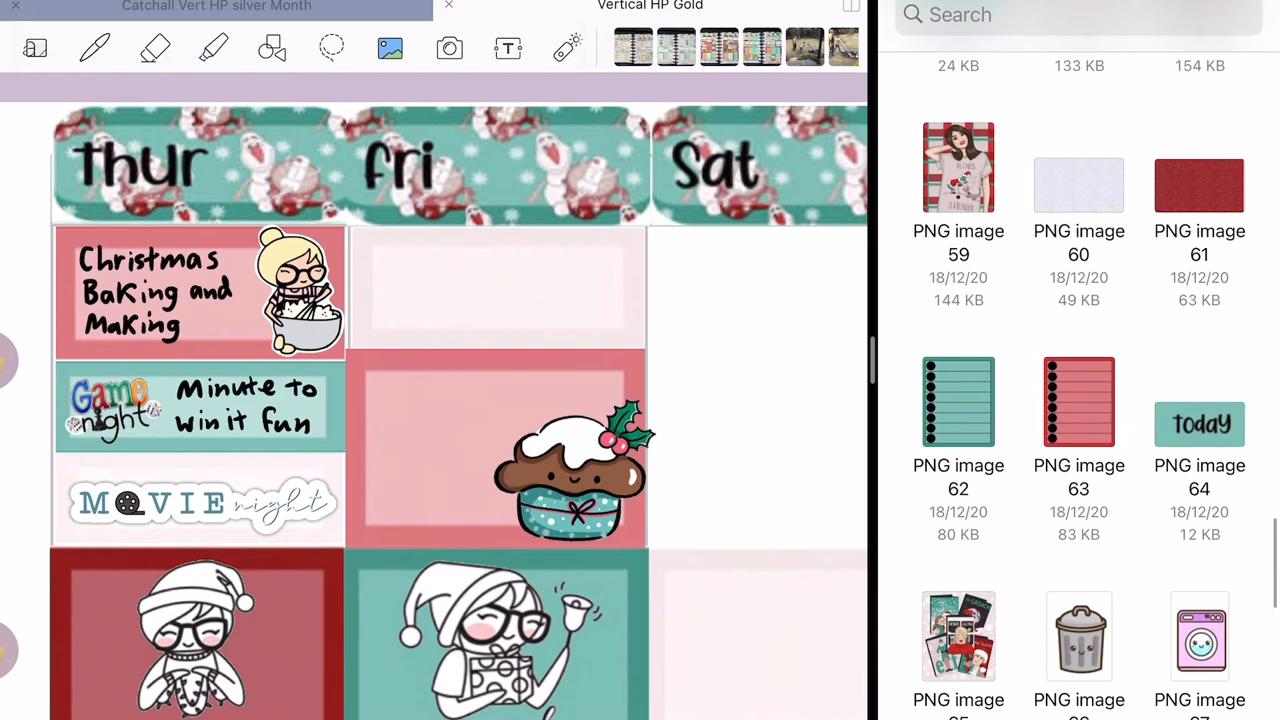 Catchall Vert HP silver Month
Vertical HP Gold
Search
24 KB
133 KB
154 KB
Thur
fri
Sat
PNG image
59
18/12/20
144 KB
PNG image
60
18/12/20
49 KB
PNG image
61
18/12/20
63 KB
Christmas
Baking and
Making
Game
night
Minute to
win it fun
MOVIE night
PNG image
62
18/12/20
80 KB
PNG image
63
18/12/20
83 KB
today
PNG image
64
18/12/20
12 KB
PNG image
PNG image
PNG image